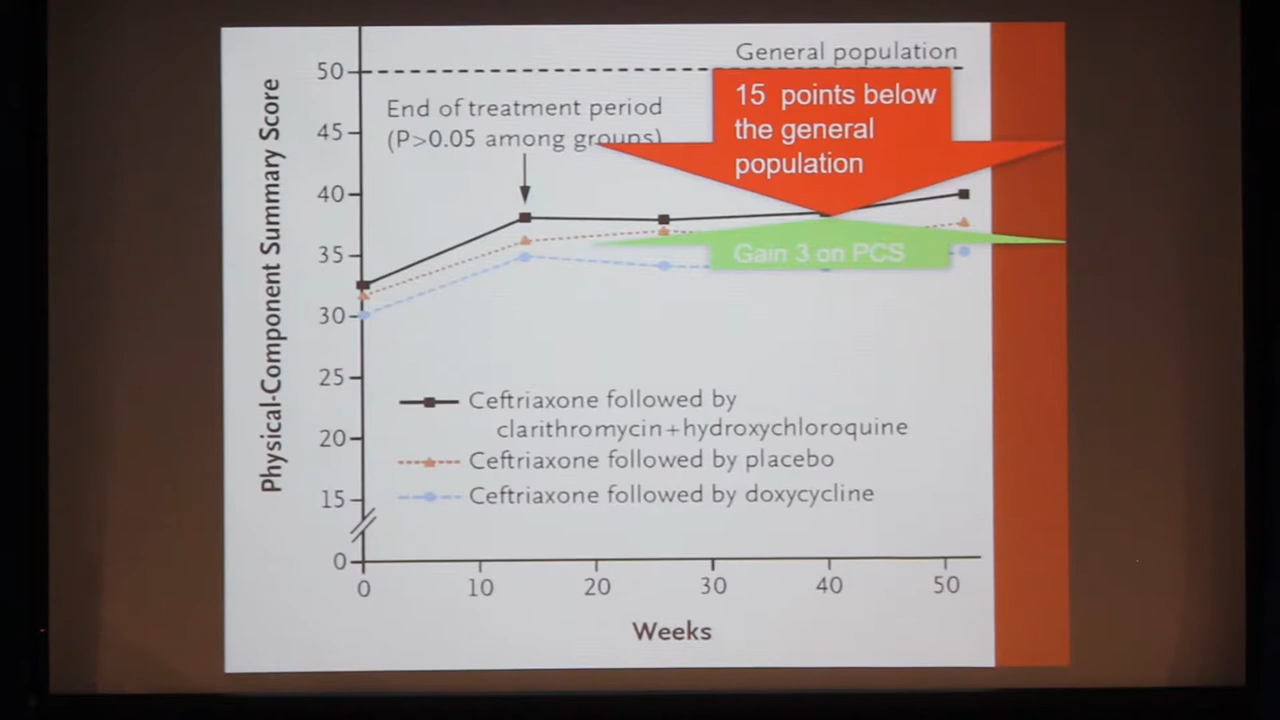 General population
50
15 points below
the general
population
End of treatment period
(P>0.05 among groups)
45
40
35
Gain 3 on PCS
30
25
20
15
0
Physical-Component Summary Score
Ceftriaxone followed by
clarithromycin+hydroxychloroquine
Ceftriaxone followed by placebo
Ceftriaxone followed by doxycycline
0 10 20 30 40 50
Weeks